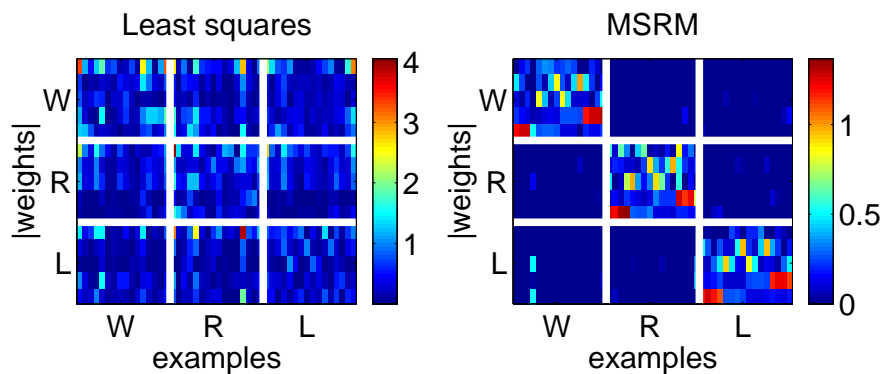 Least squares
W
R
L
|weights|
W
R
L
examples
4
3
2
1
MSRM
W
R
L
|weights|
W
R
L
examples
1
0.5
0